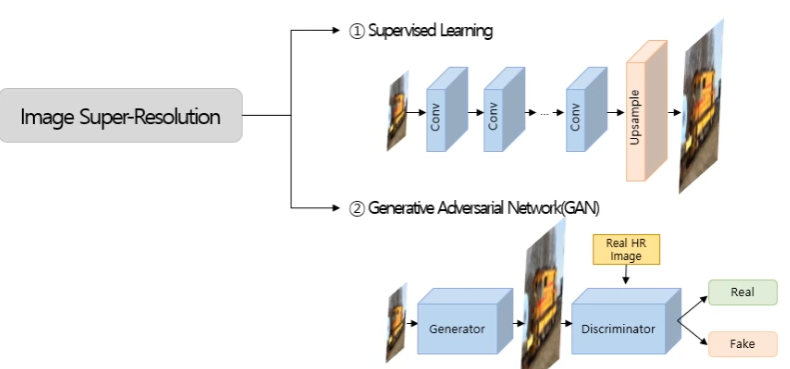 Image Super-Resolution
① Supervised Learning
Conv
Conv
...
Conv
Upsample
② Generative Adversarial Network(GAN)
Real HR
Image
Generator
Discriminator
Real
Fake